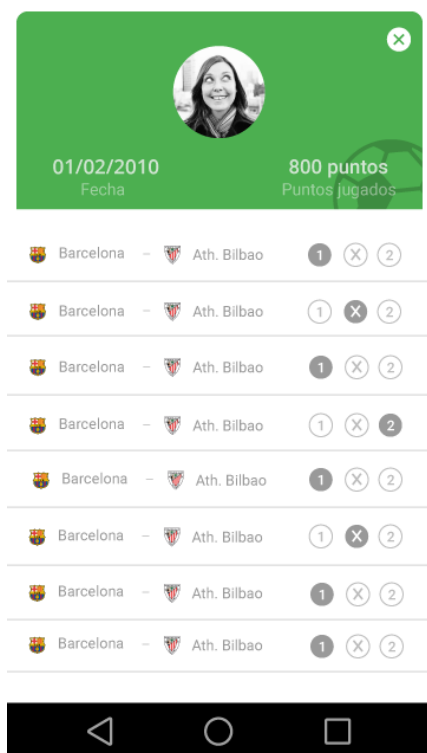 01/02/2010 800 puntos
Fecha Puntos jugados
Barcelona – Ath. Bilbao 1 X 2
Barcelona – Ath. Bilbao 1 X 2
Barcelona – Ath. Bilbao 1 X 2
Barcelona – Ath. Bilbao 1 X 2
Barcelona – Ath. Bilbao 1 X 2
Barcelona – Ath. Bilbao 1 X 2
Barcelona – Ath. Bilbao 1 X 2
Barcelona – Ath. Bilbao 1 X 2